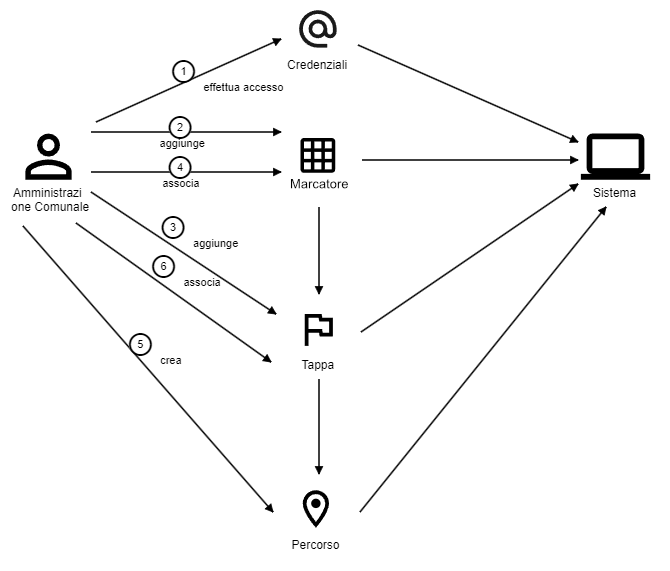 @
Credenziali
1
effettua accesso
2
aggiunge
4
associa
Marcatore
Amministrazi
one Comunale
Sistema
3
aggiunge
6
associa
5
crea
Tappa
Percorso